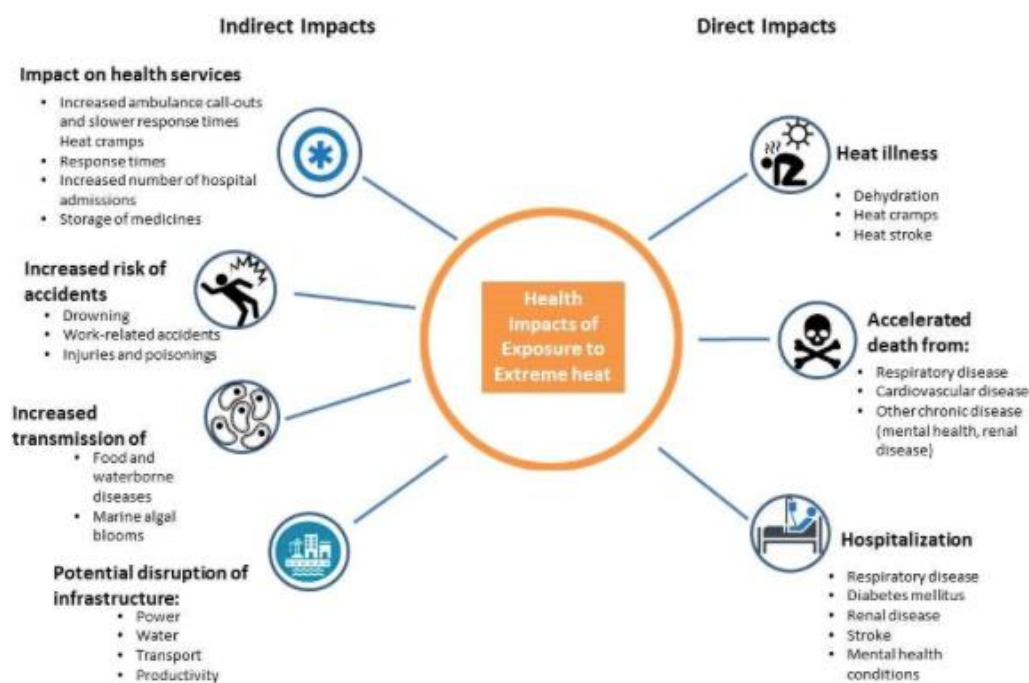 Indirect Impacts
Direct Impacts
Impact on health services
• Increased ambulance call-outs
and slower response times
Heat cramps
• Response times
• Increased number of hospital
admissions
• Storage of medicines
Increased risk of
accidents
• Drowning
• Work-related accidents
• Injuries and poisonings
Increased
transmission of
• Food and
waterborne
diseases
• Marine algal
blooms
Potential disruption of
infrastructure:
• Power
• Water
• Transport
• Productivity
Health
Impacts of
Exposure to
Extreme heat
Heat illness
• Dehydration
• Heat cramps
• Heat stroke
Accelerated
death from:
• Respiratory disease
• Cardiovascular disease
• Other chronic disease
(mental health, renal
disease)
Hospitalization
• Respiratory disease
• Diabetes mellitus
• Renal disease
• Stroke
• Mental health
conditions